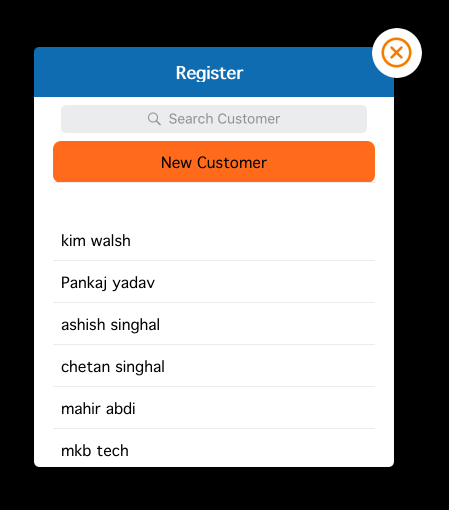 Register
Search Customer
New Customer
kim walsh
Pankaj yadav
ashish singhal
chetan singhal
mahir abdi
mkb tech